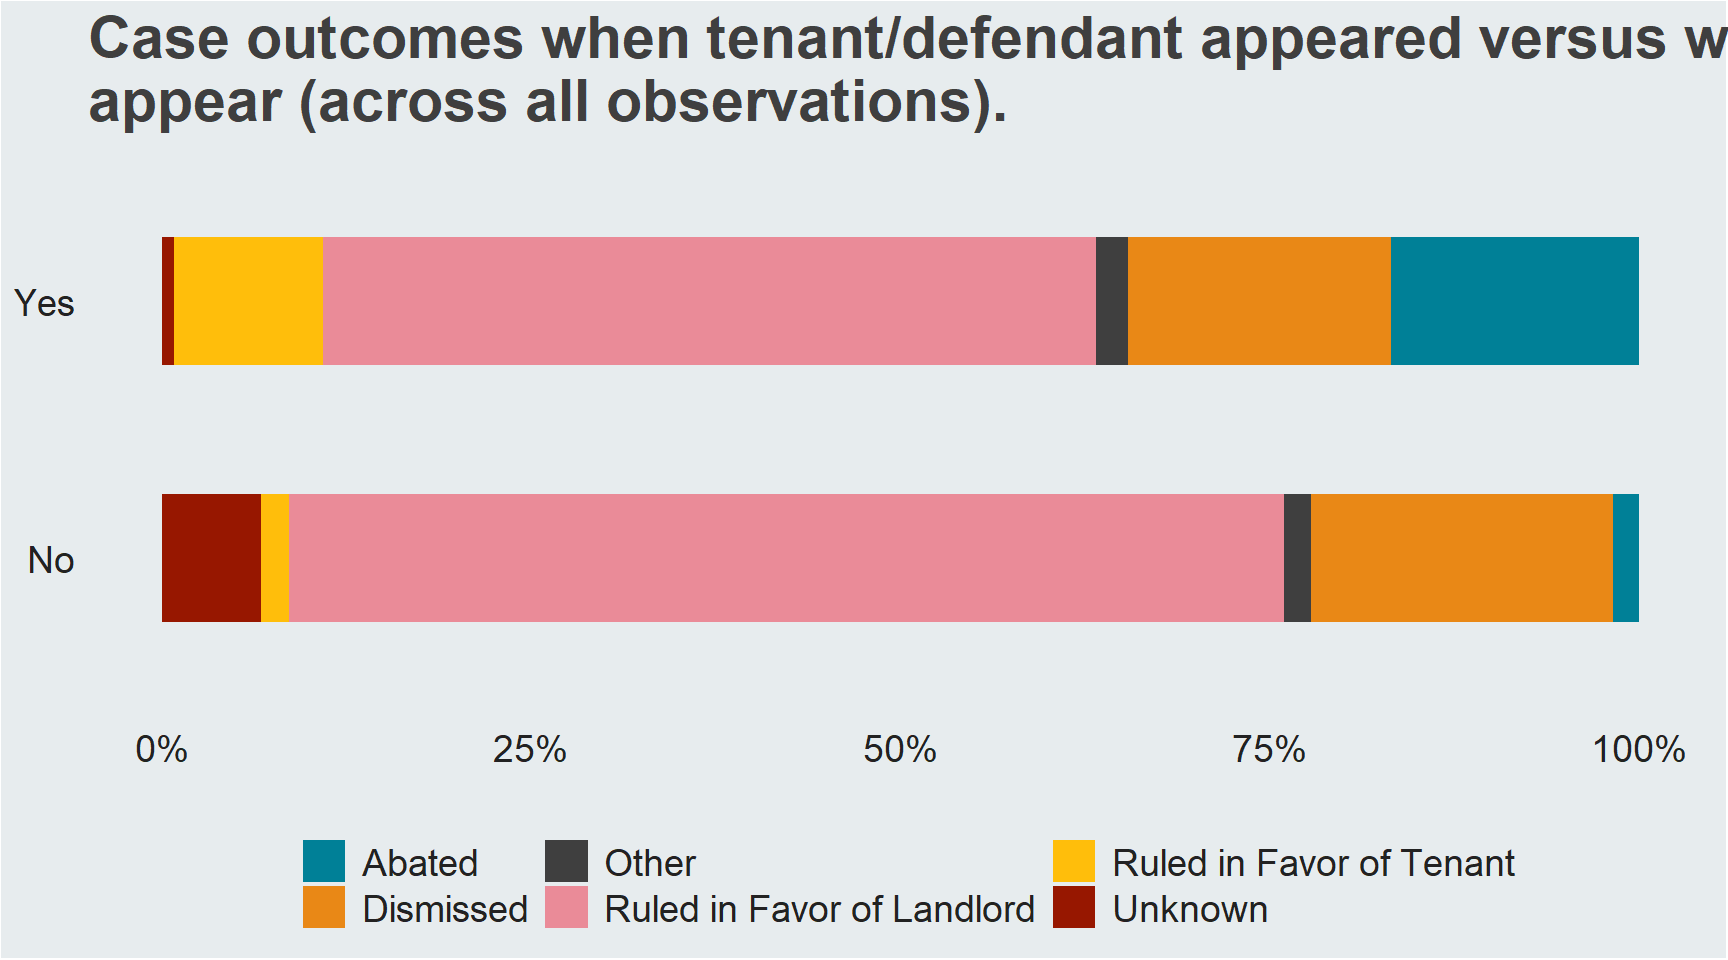 Case outcomes when tenant/defendant appeared versus
appear (across all observations).
Yes
No
0% 25% 50% 75% 100%
Abated Other Ruled in Favor of Tenant
Dismissed Ruled in Favor of Landlord Unknown